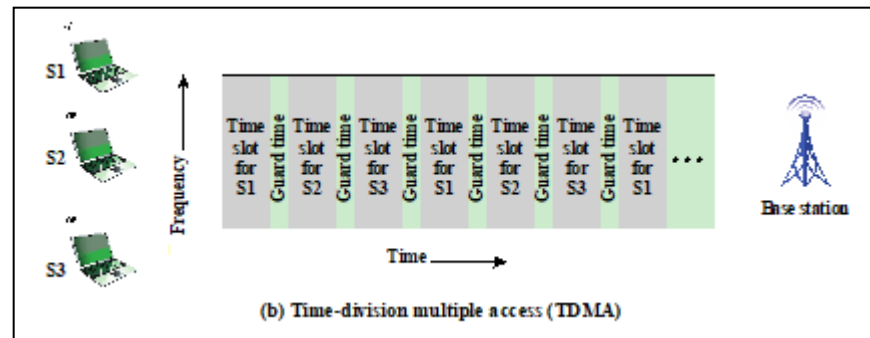 S1
S2
S3
Frequency
Time
slot
for
S1
Guard time
Time
slot
for
S2
Guard time
Time
slot
for
S3
Guard time
Time
slot
for
S1
Guard time
Time
slot
for
S2
Guard time
Time
slot
for
S3
Guard time
Time
slot
for
S1
• • •
Base station
Time
(b) Time-division multiple access (TDMA)